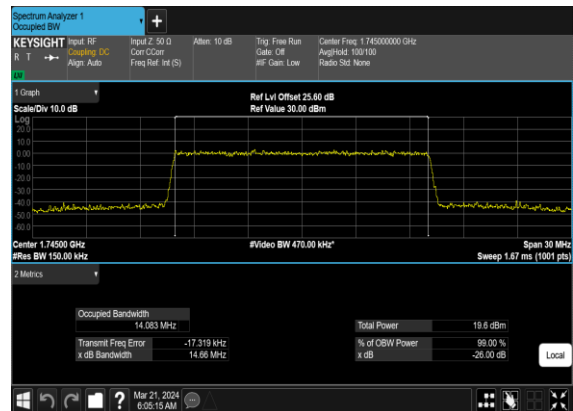 Spectrum Analyzer 1
Occupied BW
KEYSIGHT
R T
Input: RF
Coupling: DC
Align: Auto
Input Z: 50 Ω
Corr CCorr
Freq Ref: Int (S)
Atten: 10 dB
Trig: Free Run
Gate: Off
#IF Gain: Low
Center Freq: 1.745000000 GHz
Avg|Hold: 100/100
Radio Std: None
1 Graph
Scale/Div 10.0 dB
Ref Lvl Offset 25.60 dB
Ref Value 30.00 dBm
Log
20.0
10.0
0.00
-10.0
-20.0
-30.0
-40.0
-50.0
-60.0
Center 1.74500 GHz
#Res BW 150.00 kHz
#Video BW 470.00 kHz*
Span 30 MHz
Sweep 1.67 ms (1001 pts)
2 Metrics
Occupied Bandwidth
14.083 MHz
Transmit Freq Error -17.319 kHz
x dB Bandwidth 14.66 MHz
Total Power 19.6 dBm
% of OBW Power 99.00 %
x dB -26.00 dB
Local
?
Mar 21, 2024
6:05:15 AM